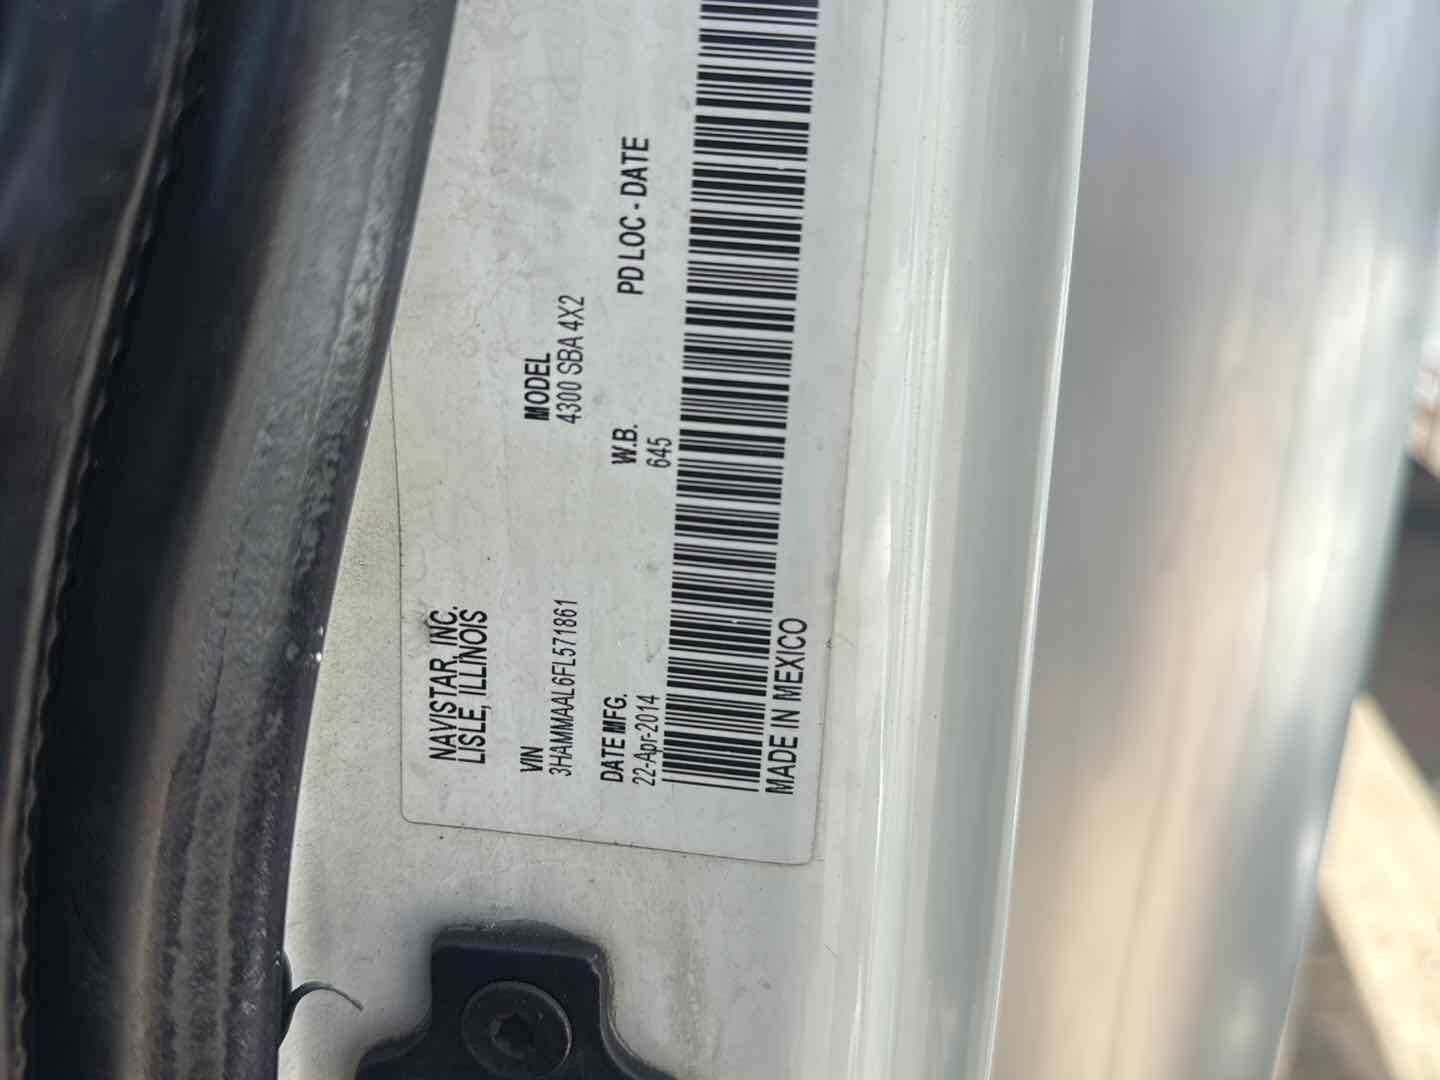 NAVISTAR, INC.
LISLE, ILLINOIS
VIN
3HAMMAAL6FL571861
MODEL
4300 SBA 4X2
DATE MFG.
22-Apr-2014
W.B.
645
PD LOC - DATE
MADE IN MEXICO